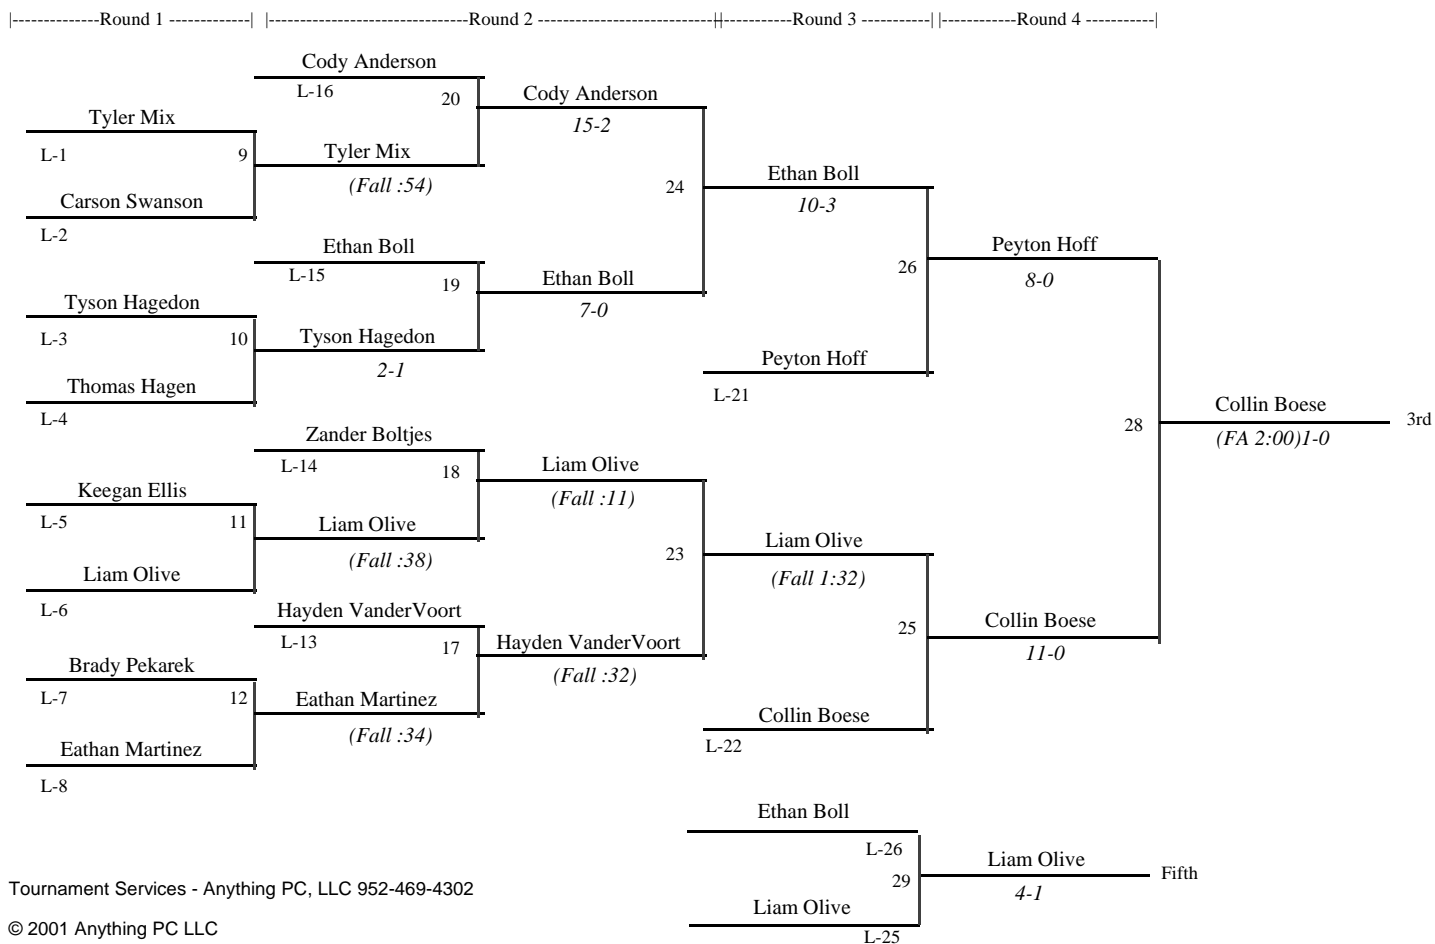 |--------------Round 1 -------------| |--------------------------------Round 2 -----------------------------||-----------Round 3 -----------| |------------Round 4 -----------|
Cody Anderson
L-16
20
Cody Anderson
15-2
Tyler Mix
L-1
9
Tyler Mix
(Fall :54)
Carson Swanson
L-2
24
Ethan Boll
10-3
Ethan Boll
L-15
19
Ethan Boll
7-0
Tyson Hagedon
L-3
10
Tyson Hagedon
2-1
Thomas Hagen
L-4
26
Peyton Hoff
8-0
Peyton Hoff
L-21
28
Collin Boese
3rd
(FA 2:00)1-0
Zander Boltjes
L-14
18
Liam Olive
(Fall :11)
Keegan Ellis
L-5
11
Liam Olive
(Fall :38)
Liam Olive
L-6
23
Liam Olive
(Fall 1:32)
Hayden VanderVoort
L-13
17
Hayden VanderVoort
(Fall :32)
Brady Pekarek
L-7
12
Eathan Martinez
(Fall :34)
Eathan Martinez
L-8
25
Collin Boese
11-0
Collin Boese
L-22
Ethan Boll
L-26
29
Liam Olive
Fifth
4-1
Liam Olive
L-25
Tournament Services - Anything PC, LLC 952-469-4302
© 2001 Anything PC LLC